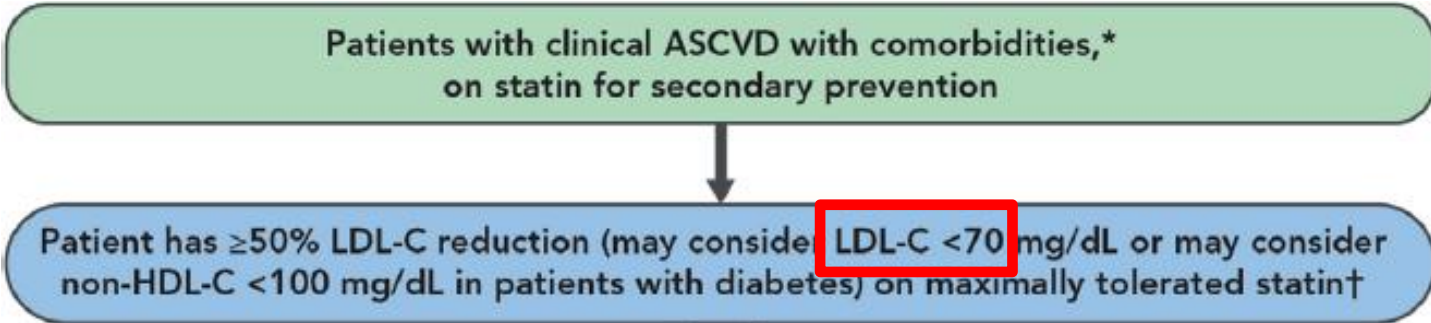 Patients with clinical ASCVD with comorbidities,*
on statin for secondary prevention
Patient has ≥50% LDL-C reduction (may consider LDL-C <70 mg/dL or may consider
non-HDL-C <100 mg/dL in patients with diabetes) on maximally tolerated statin†